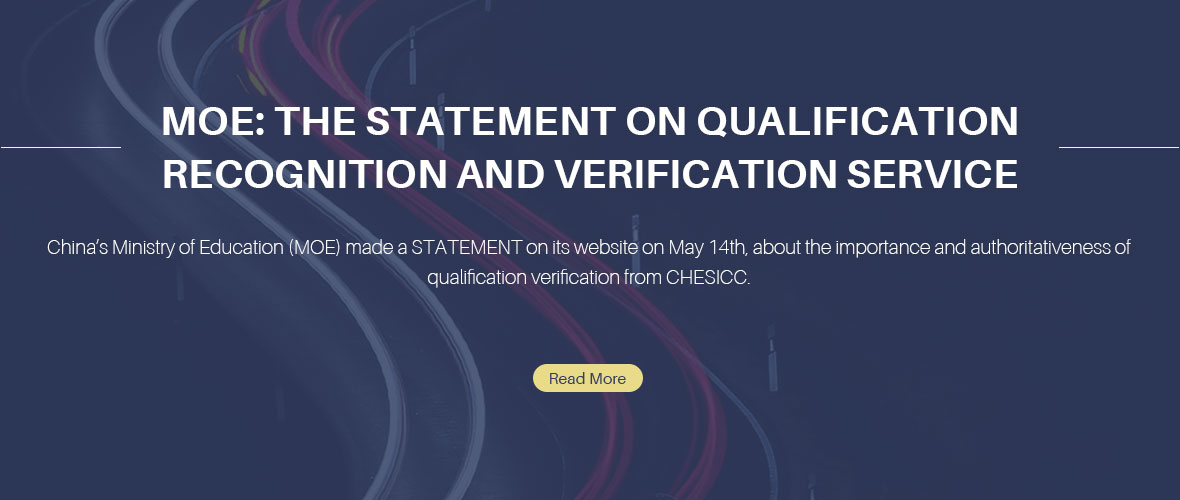 MOE: THE STATEMENT ON QUALIFICATION
RECOGNITION AND VERIFICATION SERVICE
China’s Ministry of Education (MOE) made a STATEMENT on its website on May 14th, about the importance and authoritativeness of
qualification verification from CHESICC.
Read More